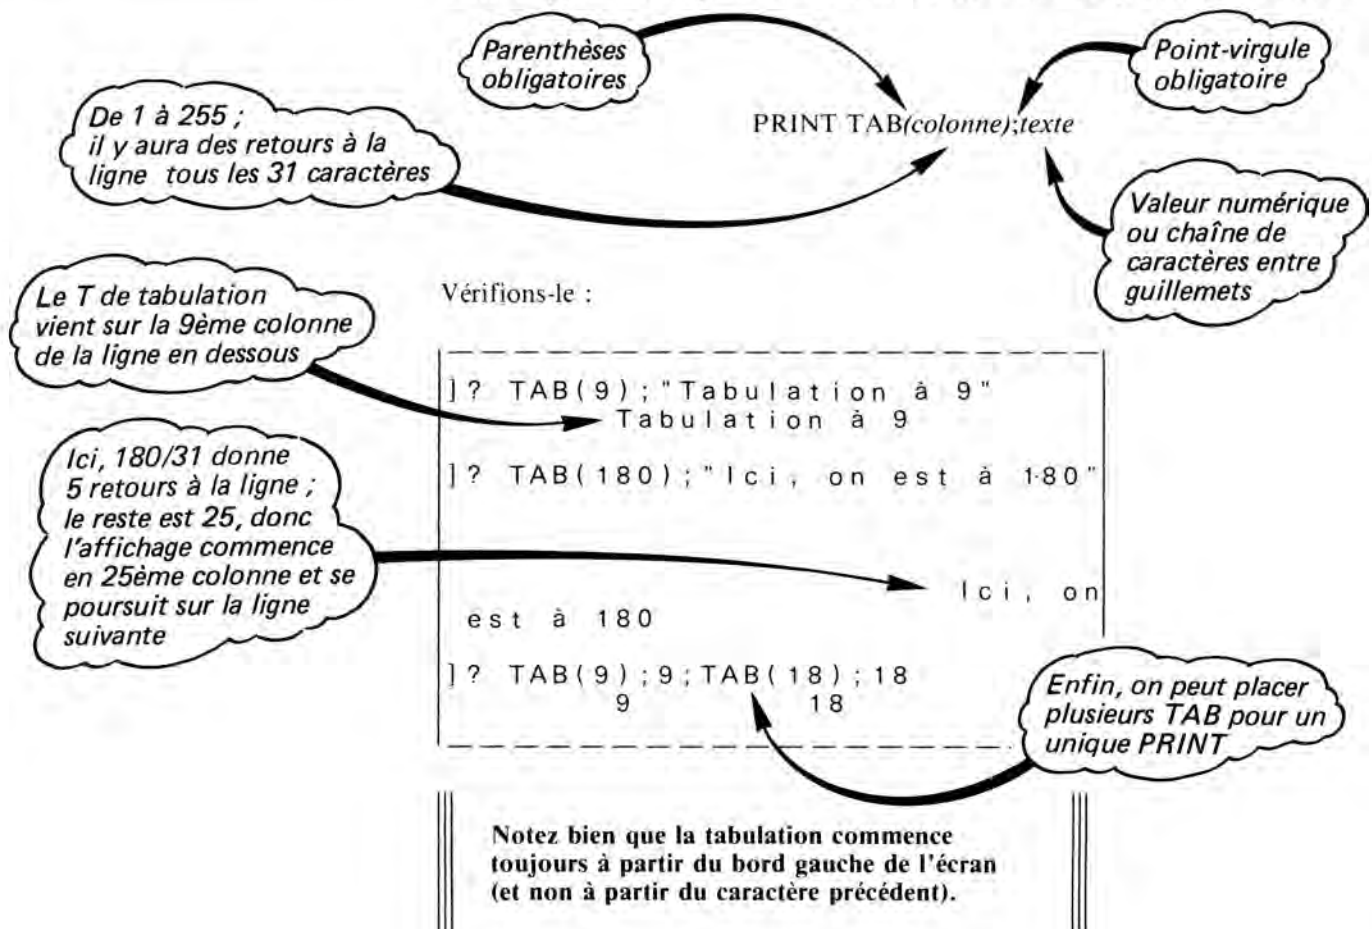 Parenthèses
obligatoires
Point-virgule
obligatoire
De 1 à 255 ;
il y aura des retours à la
ligne tous les 31 caractères
PRINT TAB(colonne);texte
Valeur numérique
ou chaîne de
caractères entre
guillemets
Le T de tabulation
vient sur la 9ème colonne
de la ligne en dessous
Vérifions-le :
]? TAB(9);"Tabulation à 9"
Tabulation à 9
Ici, 180/31 donne
5 retours à la ligne ;
le reste est 25, donc
l'affichage commence
en 25ème colonne et se
poursuit sur la ligne
suivante
]? TAB(180);"Ici, on est à 180"
Ici, on
est à 180
]? TAB(9);9;TAB(18);18
9 18
Enfin, on peut placer
plusieurs TAB pour un
unique PRINT
Notez bien que la tabulation commence
toujours à partir du bord gauche de l'écran
(et non à partir du caractère précédent).